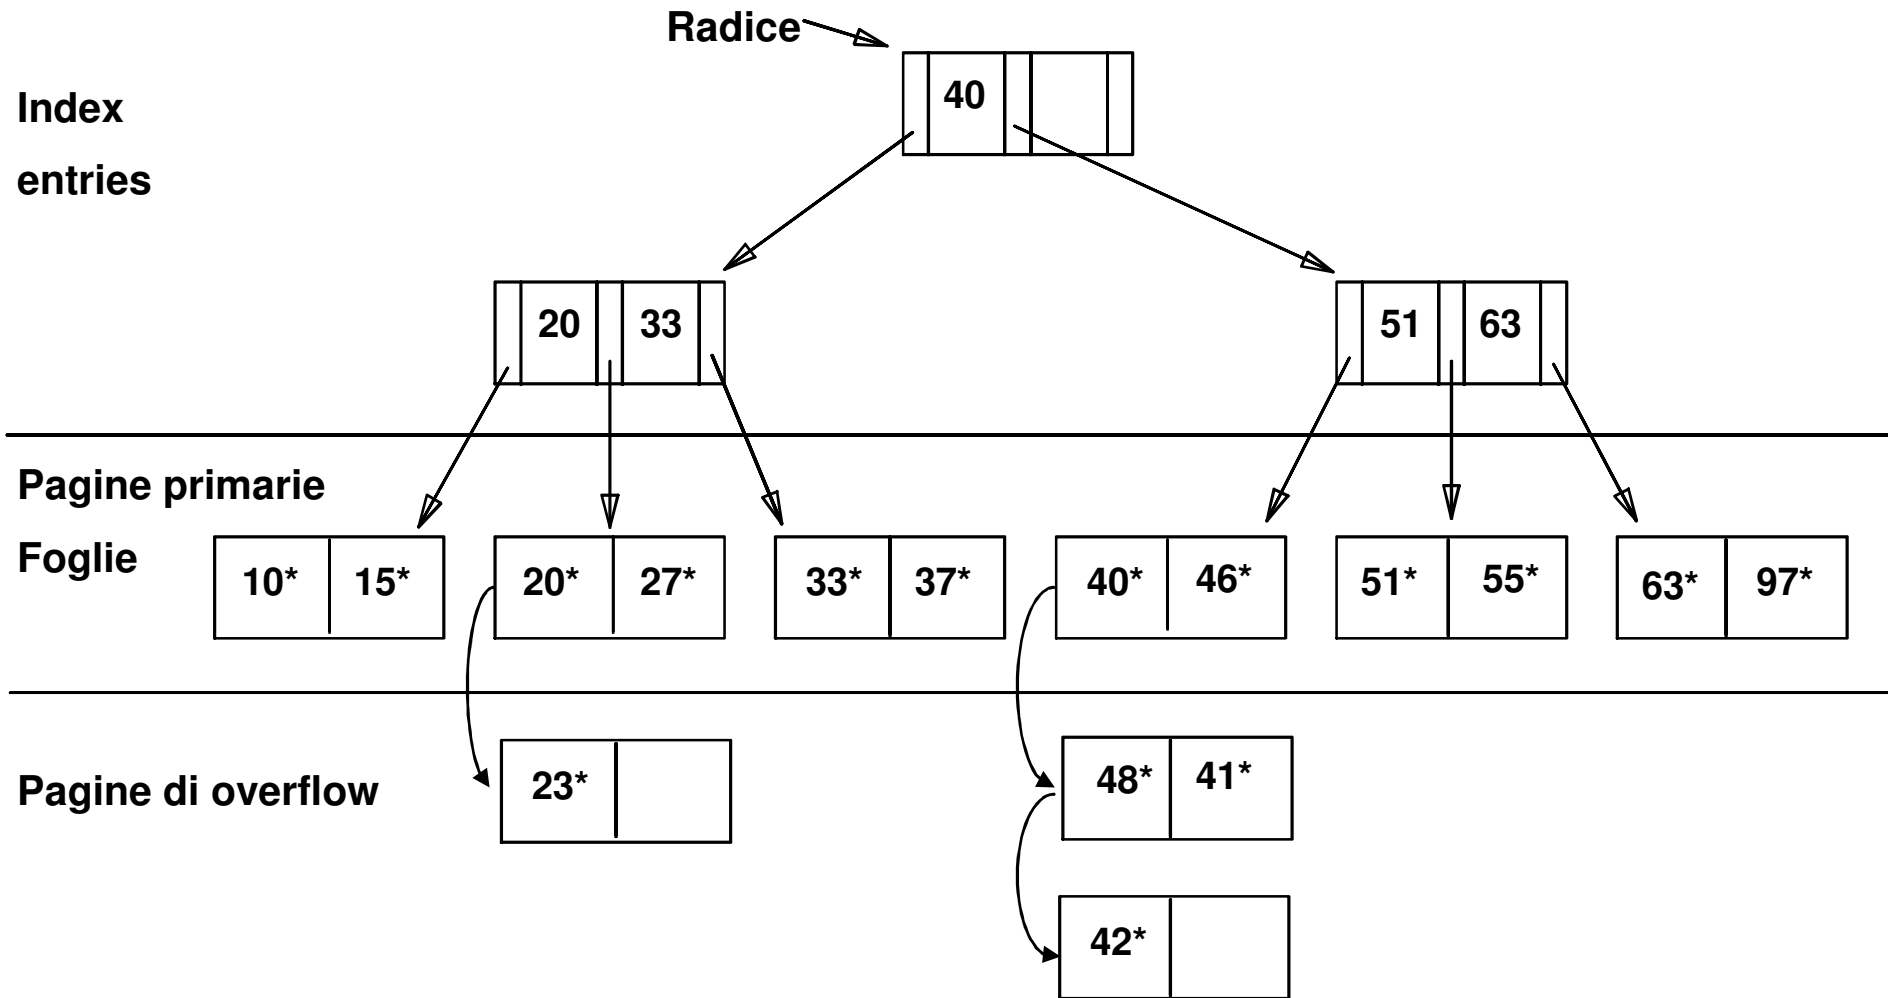 Radice
Index
entries
40
20 33
51 63
Pagine primarie
Foglie
10* 15*
20* 27*
33* 37*
40* 46*
51* 55*
63* 97*
Pagine di overflow
23*
48* 41*
42*